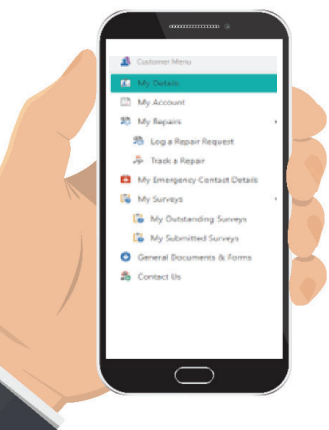 Customer Menu
My Details
My Account
My Repairs
Log a Repair Request
Track a Repair
My Emergency Contact Details
My Surveys
My Outstanding Surveys
My Submitted Surveys
General Documents & Forms
Contact Us